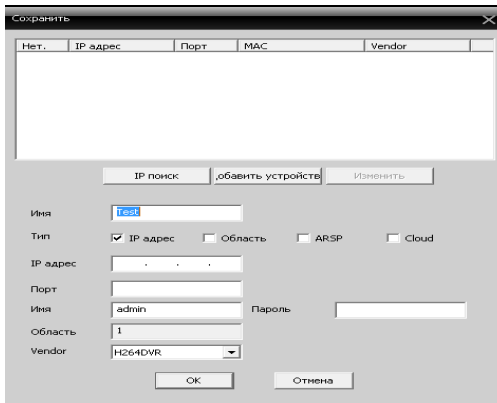 Сохранить
Нет. IP адрес Порт MAC Vendor
IP поиск ,обавить устройств Изменить
Имя Test
Тип IP адрес Область ARSP Cloud
IP адрес . . .
Порт
Имя admin Пароль
Область 1
Vendor H264DVR
OK Отмена